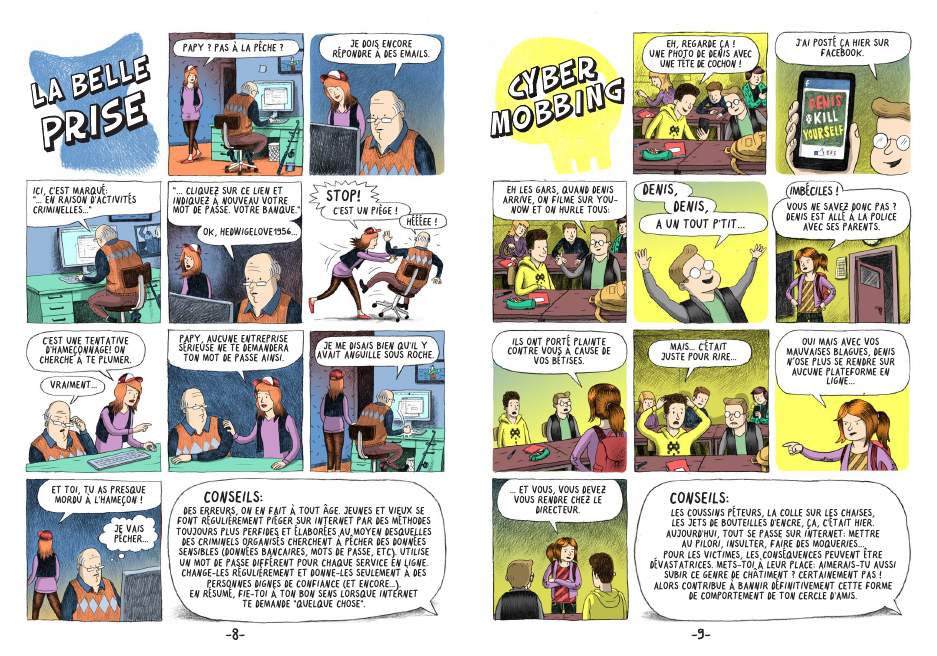 LA BELLE
PRISE
PAPY ? PAS À LA PÊCHE ?
JE DOIS ENCORE
RÉPONDRE À DES EMAILS.
ICI, C'EST MARQUÉ:
"... EN RAISON D'ACTIVITÉS
CRIMINELLES..."
"... CLIQUEZ SUR CE LIEN ET
INDIQUEZ À NOUVEAU VOTRE
MOT DE PASSE. VOTRE BANQUE."
OK, HEDWIGELOVE1956...
STOP!
C'EST UN PIÈGE !
HÉÉÉÉE !
C'EST UNE TENTATIVE
D'HAMEÇONNAGE! ON
CHERCHE À TE PLUMER.
VRAIMENT...
PAPY, AUCUNE ENTREPRISE
SÉRIEUSE NE TE DEMANDERA
TON MOT DE PASSE AINSI.
JE ME DISAIS BIEN QU'IL Y
AVAIT ANGUILLE SOUS ROCHE.
ET TOI, TU AS PRESQUE
MORDU À L'HAMEÇON !
JE VAIS
PÊCHER...
CONSEILS:
DES ERREURS, ON EN FAIT À TOUT ÂGE. JEUNES ET VIEUX SE
FONT RÉGULIÈREMENT PIÉGER SUR INTERNET PAR DES MÉTHODES
TOUJOURS PLUS PERFIDES ET ÉLABORÉES AU MOYEN DESQUELLES
DES CRIMINELS ORGANISÉS CHERCHENT À PÊCHER DES DONNÉES
SENSIBLES (DONNÉES BANCAIRES, MOTS DE PASSE, ETC). UTILISE
UN MOT DE PASSE DIFFÉRENT POUR CHAQUE SERVICE EN LIGNE.
CHANGE-LES RÉGULIÈREMENT ET DONNE-LES SEULEMENT À DES
PERSONNES DIGNES DE CONFIANCE (ET ENCORE...).
EN RÉSUMÉ, FIE-TOI À TON BON SENS LORSQUE INTERNET
TE DEMANDE "QUELQUE CHOSE".
-8-
CYBER
MOBBING
EH, REGARDE ÇA !
UNE PHOTO DE DENIS AVEC
UNE TÊTE DE COCHON !
J'AI POSTÉ ÇA HIER SUR
FACEBOOK.
DENIS
KILL
YOURSELF
EH LES GARS, QUAND DENIS
ARRIVE, ON FILME SUR YOU-
NOW ET ON HURLE TOUS:
DENIS,
DENIS,
A UN TOUT P'TIT...
IMBÉCILES !
VOUS NE SAVEZ DONC PAS ?
DENIS EST ALLÉ À LA POLICE
AVEC SES PARENTS.
ILS ONT PORTÉ PLAINTE
CONTRE VOUS À CAUSE DE
VOS BÊTISES.
MAIS... C'ÉTAIT
JUSTE POUR RIRE...
OUI MAIS AVEC VOS
MAUVAISES BLAGUES, DENIS
N'OSE PLUS SE RENDRE SUR
AUCUNE PLATEFORME EN
LIGNE...
... ET VOUS, VOUS DEVEZ
VOUS RENDRE CHEZ LE
DIRECTEUR.
CONSEILS:
LES COUSSINS PÉTEURS, LA COLLE SUR LES CHAISES,
LES JETS DE BOUTEILLES D'ENCRE, ÇA, C'ÉTAIT HIER.
AUJOURD'HUI, TOUT SE PASSE SUR INTERNET: METTRE
AU PILORI, INSULTER, FAIRE DES MOQUERIES...
POUR LES VICTIMES, LES CONSÉQUENCES PEUVENT ÊTRE
DÉVASTATRICES. METS-TOI À LEUR PLACE: AIMERAIS-TU AUSSI
SUBIR CE GENRE DE CHÂTIMENT ? CERTAINEMENT PAS !
ALORS CONTRIBUE À BANNIR DÉFINITIVEMENT CETTE FORME
DE COMPORTEMENT DE TON CERCLE D'AMIS.
-9-